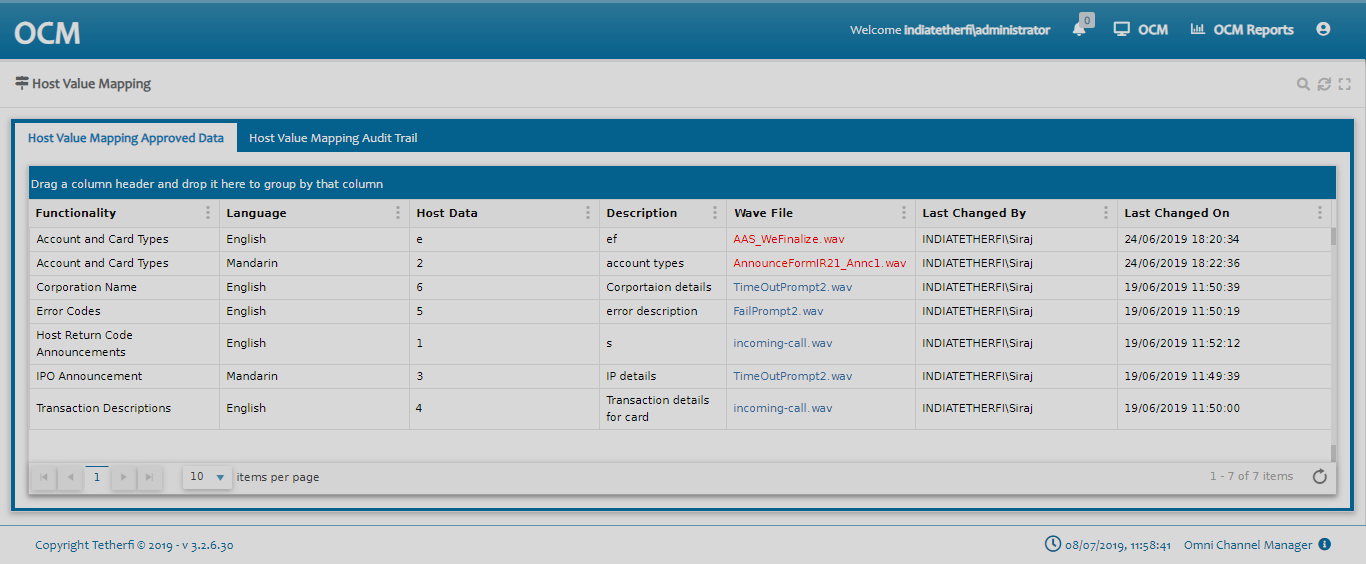 OCM
Welcome indiatetherfi\administrator
0
OCM
OCM Reports
Host Value Mapping
Host Value Mapping Approved Data
Host Value Mapping Audit Trail
Drag a column header and drop it here to group by that column
Functionality Language Host Data Description Wave File Last Changed By Last Changed On
Account and Card Types English e ef AAS_WeFinalize.wav INDIATETHERFI\Siraj 24/06/2019 18:20:34
Account and Card Types Mandarin 2 account types AnnounceFormIR21_Annc1.wav INDIATETHERFI\Siraj 24/06/2019 18:22:36
Corporation Name English 6 Corportaion details TimeOutPrompt2.wav INDIATETHERFI\Siraj 19/06/2019 11:50:39
Error Codes English 5 error description FailPrompt2.wav INDIATETHERFI\Siraj 19/06/2019 11:50:19
Host Return Code
Announcements English 1 s incoming-call.wav INDIATETHERFI\Siraj 19/06/2019 11:52:12
IPO Announcement Mandarin 3 IP details TimeOutPrompt2.wav INDIATETHERFI\Siraj 19/06/2019 11:49:39
Transaction Descriptions English 4 Transaction details
for card incoming-call.wav INDIATETHERFI\Siraj 19/06/2019 11:50:00
1 10 items per page 1 - 7 of 7 items
Copyright Tetherfi © 2019 - v 3.2.6.30 08/07/2019, 11:58:41 Omni Channel Manager